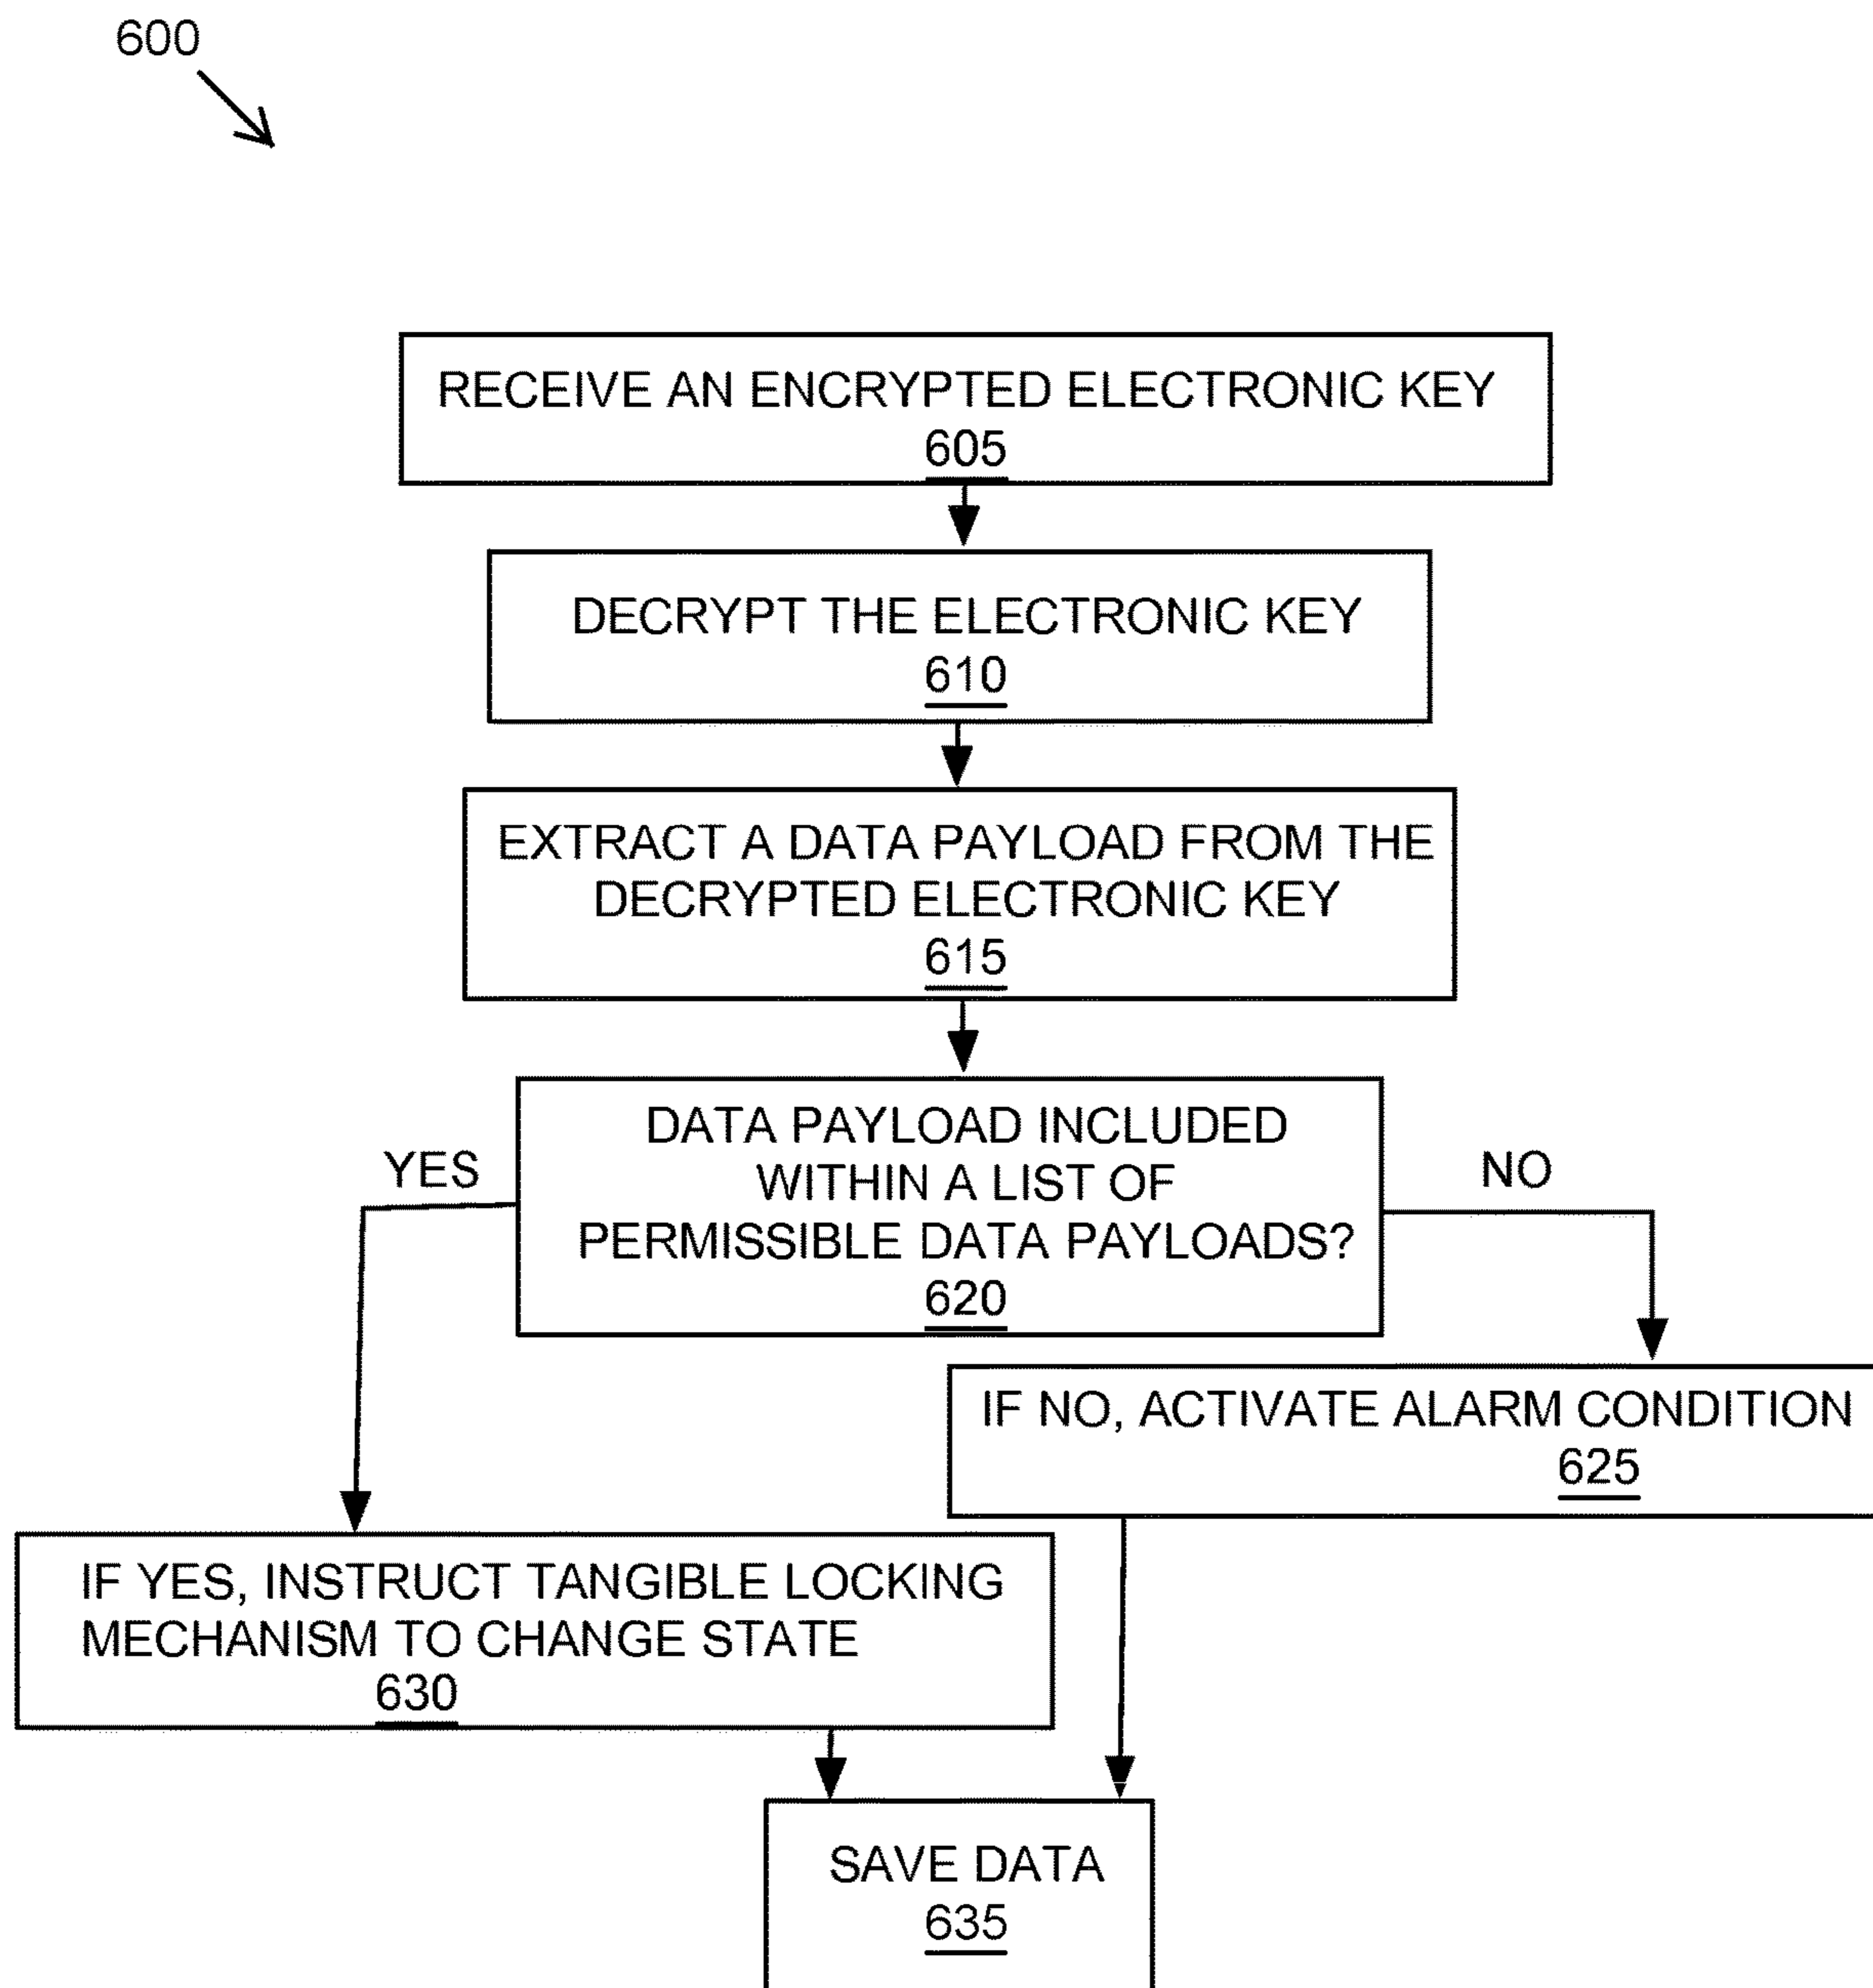 600
RECEIVE AN ENCRYPTED ELECTRONIC KEY
605
DECRYPT THE ELECTRONIC KEY
610
EXTRACT A DATA PAYLOAD FROM THE
DECRYPTED ELECTRONIC KEY
615
DATA PAYLOAD INCLUDED
WITHIN A LIST OF
PERMISSIBLE DATA PAYLOADS?
620
YES
NO
IF NO, ACTIVATE ALARM CONDITION
625
IF YES, INSTRUCT TANGIBLE LOCKING
MECHANISM TO CHANGE STATE
630
SAVE DATA
635